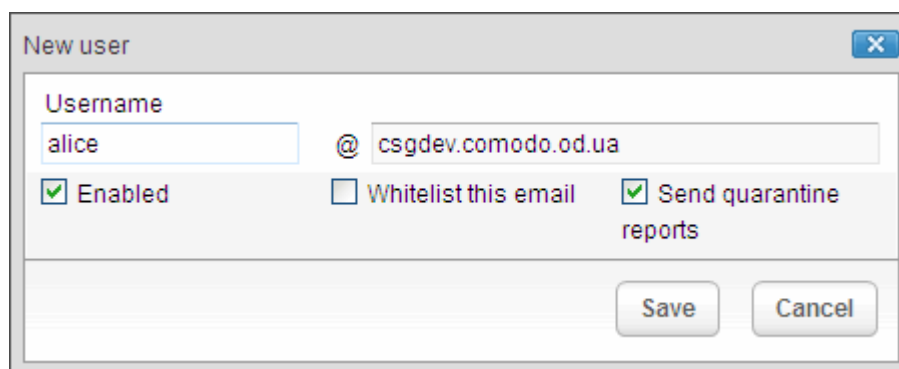 New user
Username
alice @ csgdev.comodo.od.ua
Enabled Whitelist this email Send quarantine
reports
Save Cancel